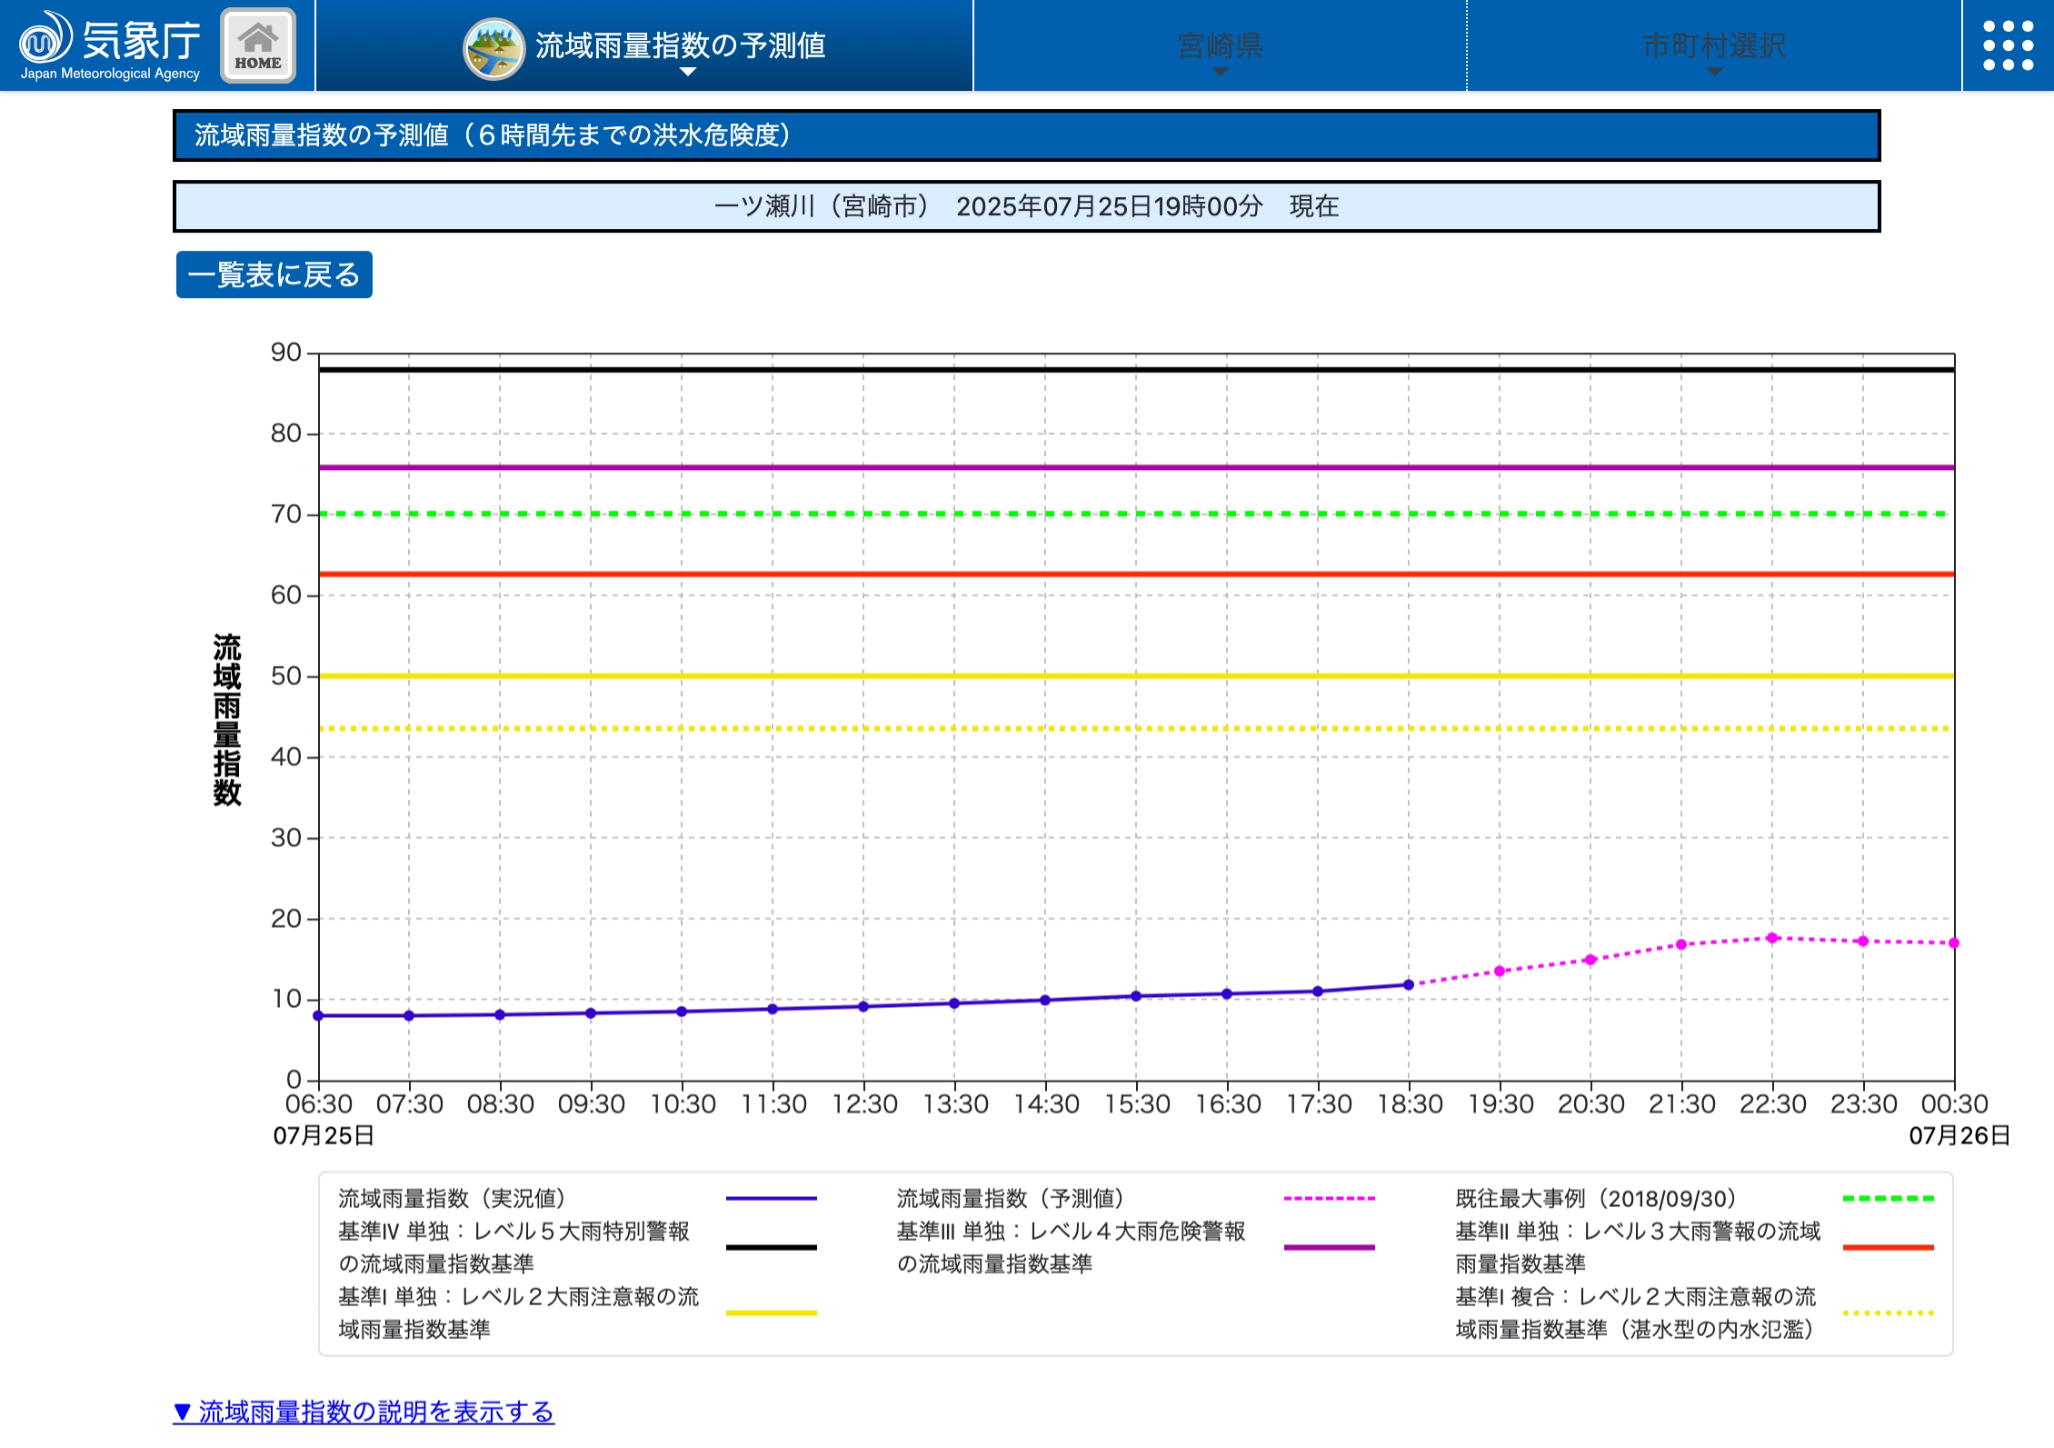 気象庁
Japan Meteorological Agency
HOME
流域雨量指数の予測値
宮崎県
市町村選択
流域雨量指数の予測値（６時間先までの洪水危険度）
一ツ瀬川（宮崎市） 2025年07月25日19時00分　現在
一覧表に戻る
流域雨量指数
90
80
70
60
50
40
30
20
10
0
06:30 07:30 08:30 09:30 10:30 11:30 12:30 13:30 14:30 15:30 16:30 17:30 18:30 19:30 20:30 21:30 22:30 23:30 00:30
07月25日 07月26日
流域雨量指数（実況値）
流域雨量指数（予測値）
既往最大事例（2018/09/30）
基準Ⅳ 単独：レベル５大雨特別警報
の流域雨量指数基準
基準Ⅲ 単独：レベル４大雨危険警報
の流域雨量指数基準
基準Ⅱ 単独：レベル３大雨警報の流域
雨量指数基準
基準Ⅰ 単独：レベル２大雨注意報の流
域雨量指数基準
基準Ⅰ 複合：レベル２大雨注意報の流
域雨量指数基準（湛水型の内水氾濫）
▼流域雨量指数の説明を表示する